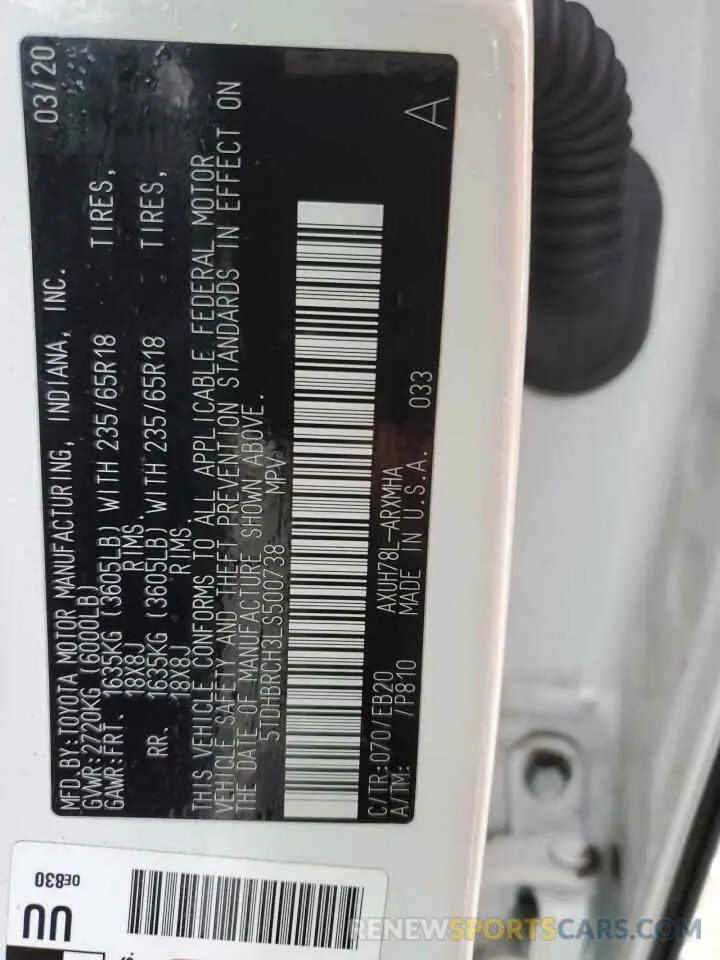 MFD.BY:TOYOTA MOTOR MANUFACTURING, INDIANA, INC. 03/20
GVWR:2720KG (6000LB)
GAWR:FRT. 1635KG (3605LB) WITH 235/65R18 TIRES,
18X8J RIMS.
RR. 1635KG (3605LB) WITH 235/65R18 TIRES,
18X8J RIMS.
THIS VEHICLE CONFORMS TO ALL APPLICABLE FEDERAL MOTOR
VEHICLE SAFETY AND THEFT PREVENTION STANDARDS IN EFFECT ON
THE DATE OF MANUFACTURE SHOWN ABOVE.
5TDHBRCH3LS500738 MPV
C/TR:070/EB20 AXUH78L-ARXMHA 033 A
A/TM: /P810 MADE IN U.S.A.
0E830
UU
RENEWSPORTSCARS.COM